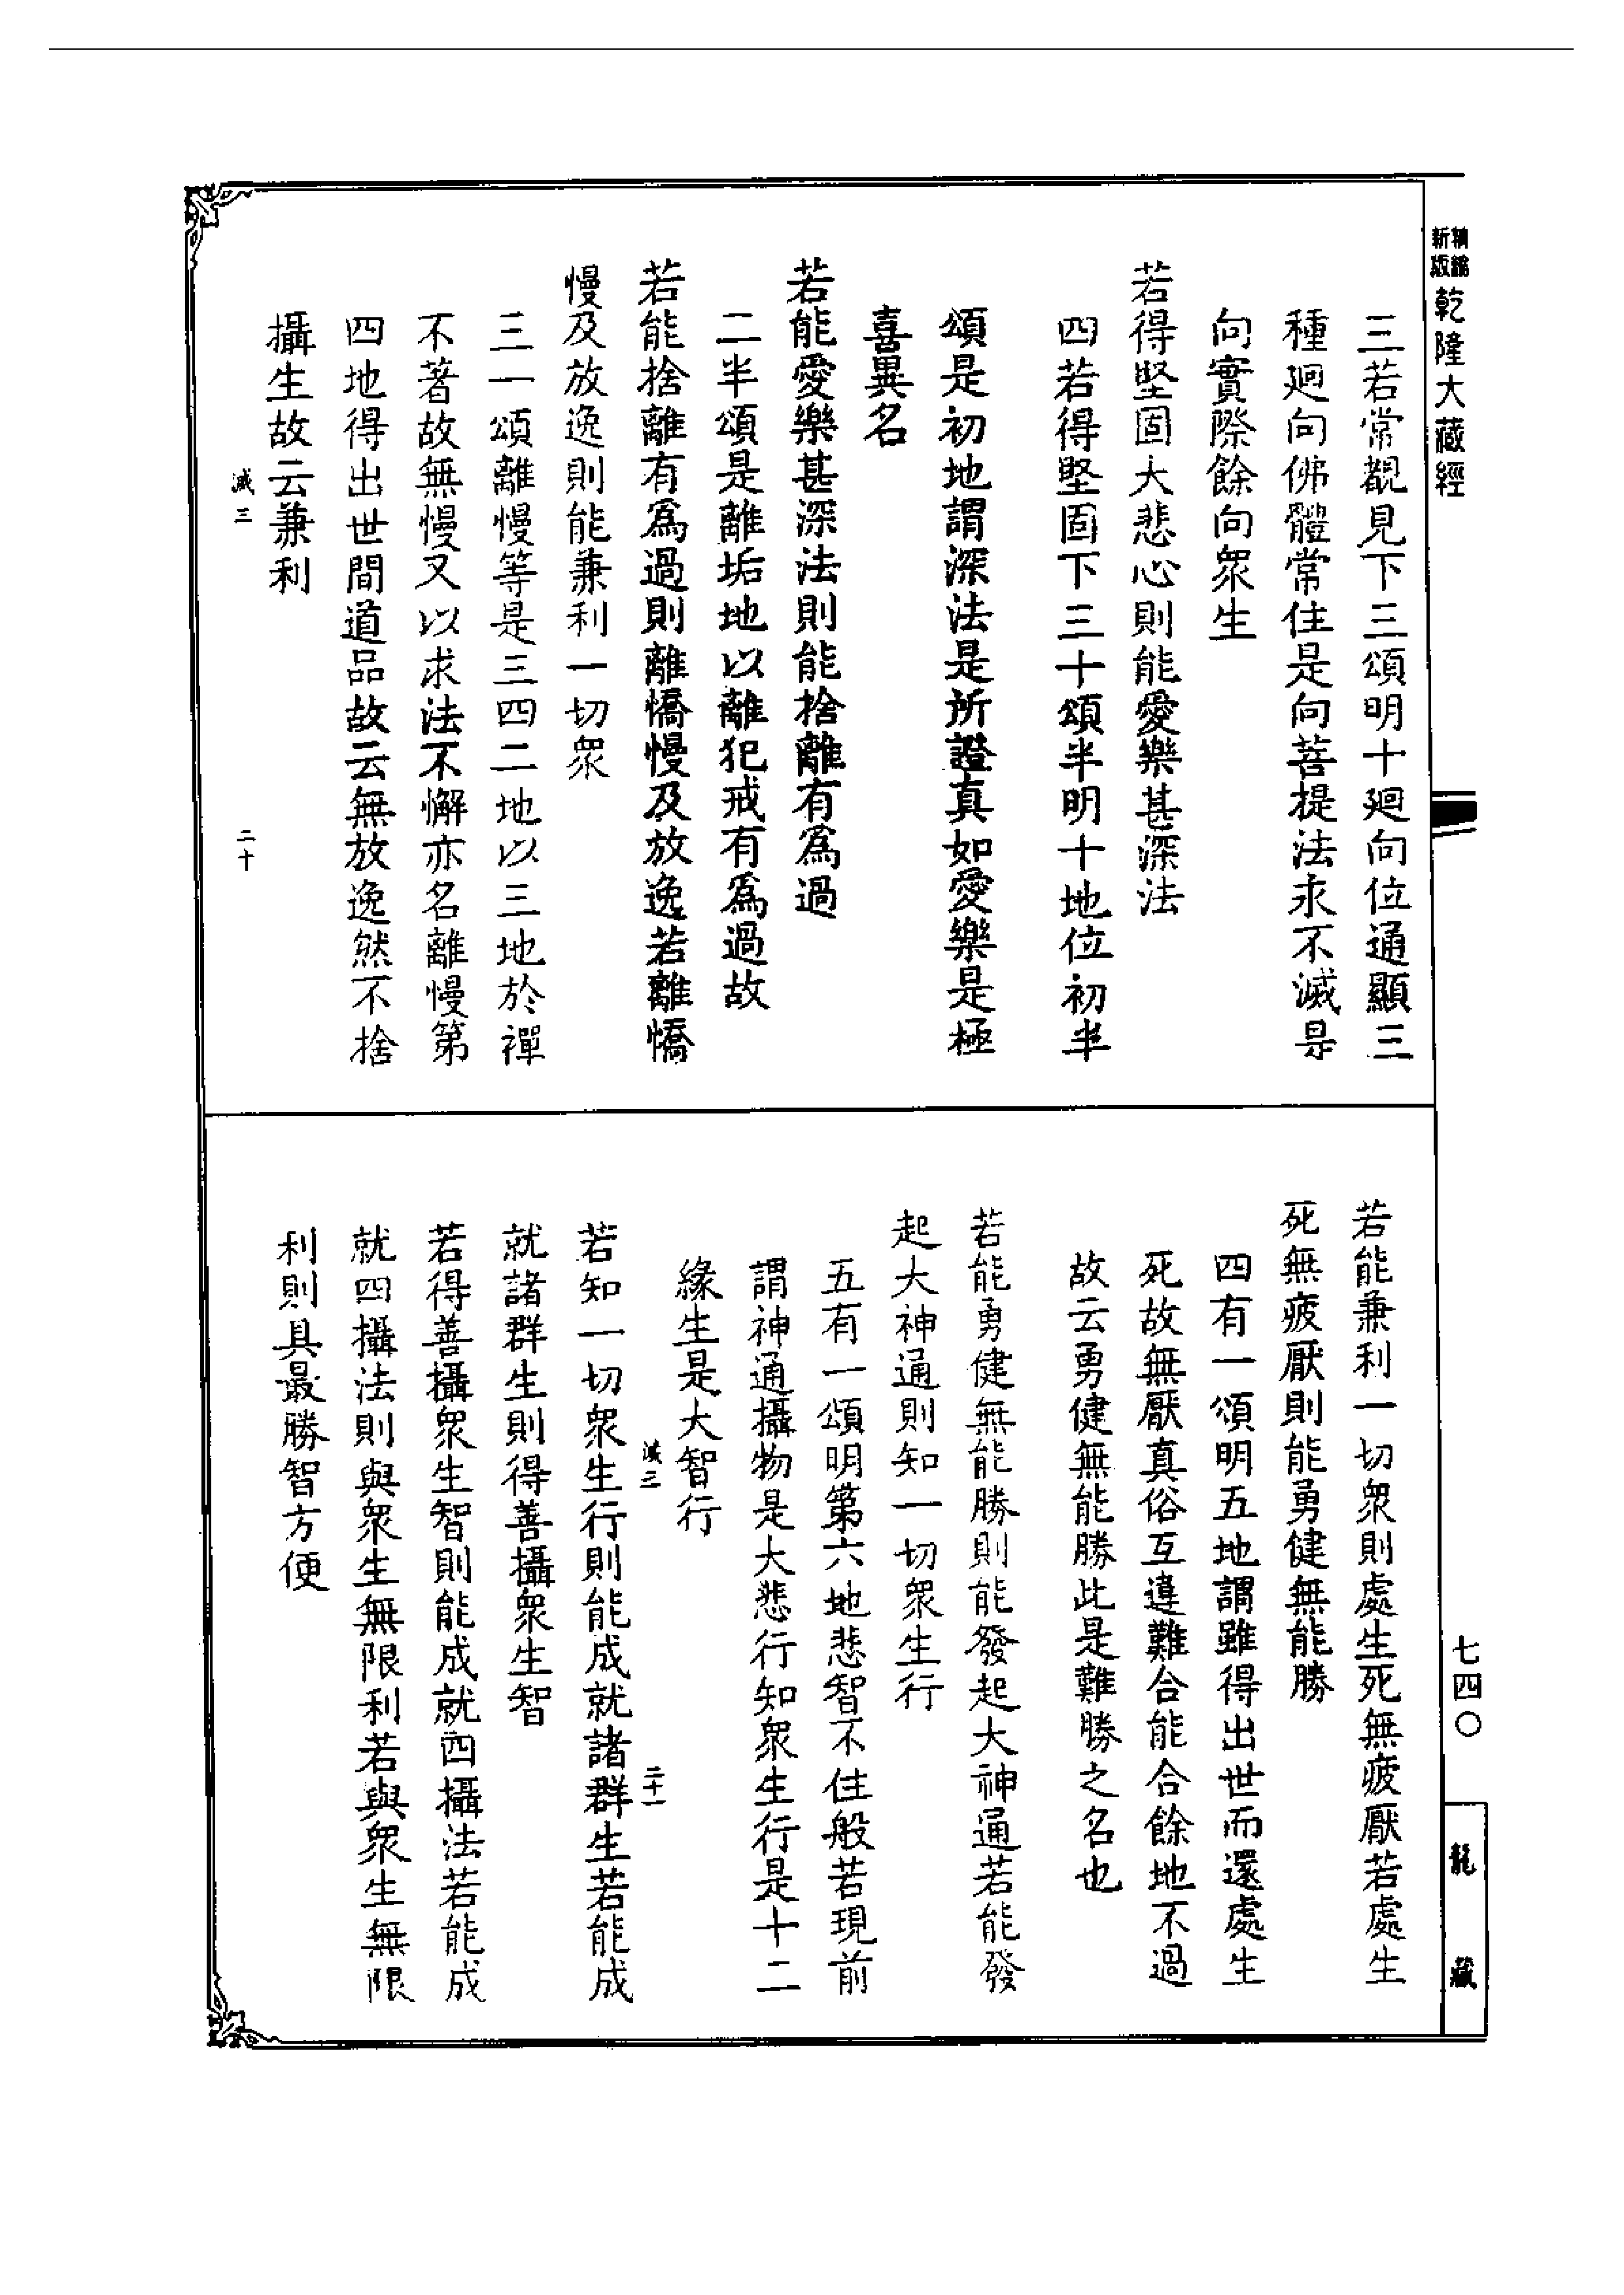 精縮新版
乾隆大藏經
三若常覩見下三頌明十廻向位通顯三
種廻向佛體常住是向菩提法永不滅是
向實際餘向衆生
若得堅固大悲心則能愛樂甚深法
四若得堅固下三十頌半明十地位初半
頌是初地謂深法是所證真如愛樂是極
喜異名
若能愛樂甚深法則能捨離有為過
二半頌是離垢地以離犯戒有為過故
若能捨離有為過則離憍慢及放逸若離憍
慢及放逸則能兼利一切衆
三一頌離慢等是三四二地以三地於禪
不著故無慢又以求法不懈亦名離慢第
四地得出世間道品故云無放逸然不捨
攝生故云兼利
滅三
二十
若能兼利一切衆則處生死無疲厭若處生
死無疲厭則能勇健無能勝
四有一頌明五地謂雖得出世而還處生
死故無厭真俗互違難合能合餘地不過
故云勇健無能勝此是難勝之名也
若能勇健無能勝則能發起大神通若能發
起大神通則知一切衆生行
五有一頌明第六地悲智不住般若現前
謂神通攝物是大悲行知衆生行是十二
緣生是大智行
滅三
二十一
若知一切衆生行則能成就諸群生若能成
就諸群生則得善攝衆生智
若得善攝衆生智則能成就四攝法若能成
就四攝法則與衆生無限利若與衆生無限
利則具最勝智方便
七四〇
龍藏